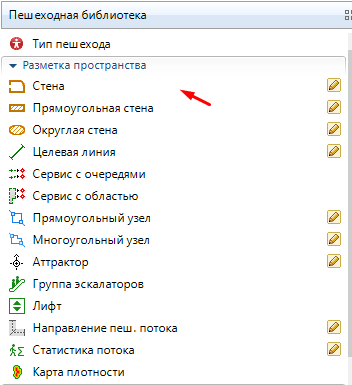 Пешеходная библиотека
Тип пешехода
Разметка пространства
Стена
Прямоугольная стена
Округлая стена
Целевая линия
Сервис с очередями
Сервис с областью
Прямоугольный узел
Многоугольный узел
Аттрактор
Группа эскалаторов
Лифт
Направление пеш. потока
Статистика потока
Карта плотности